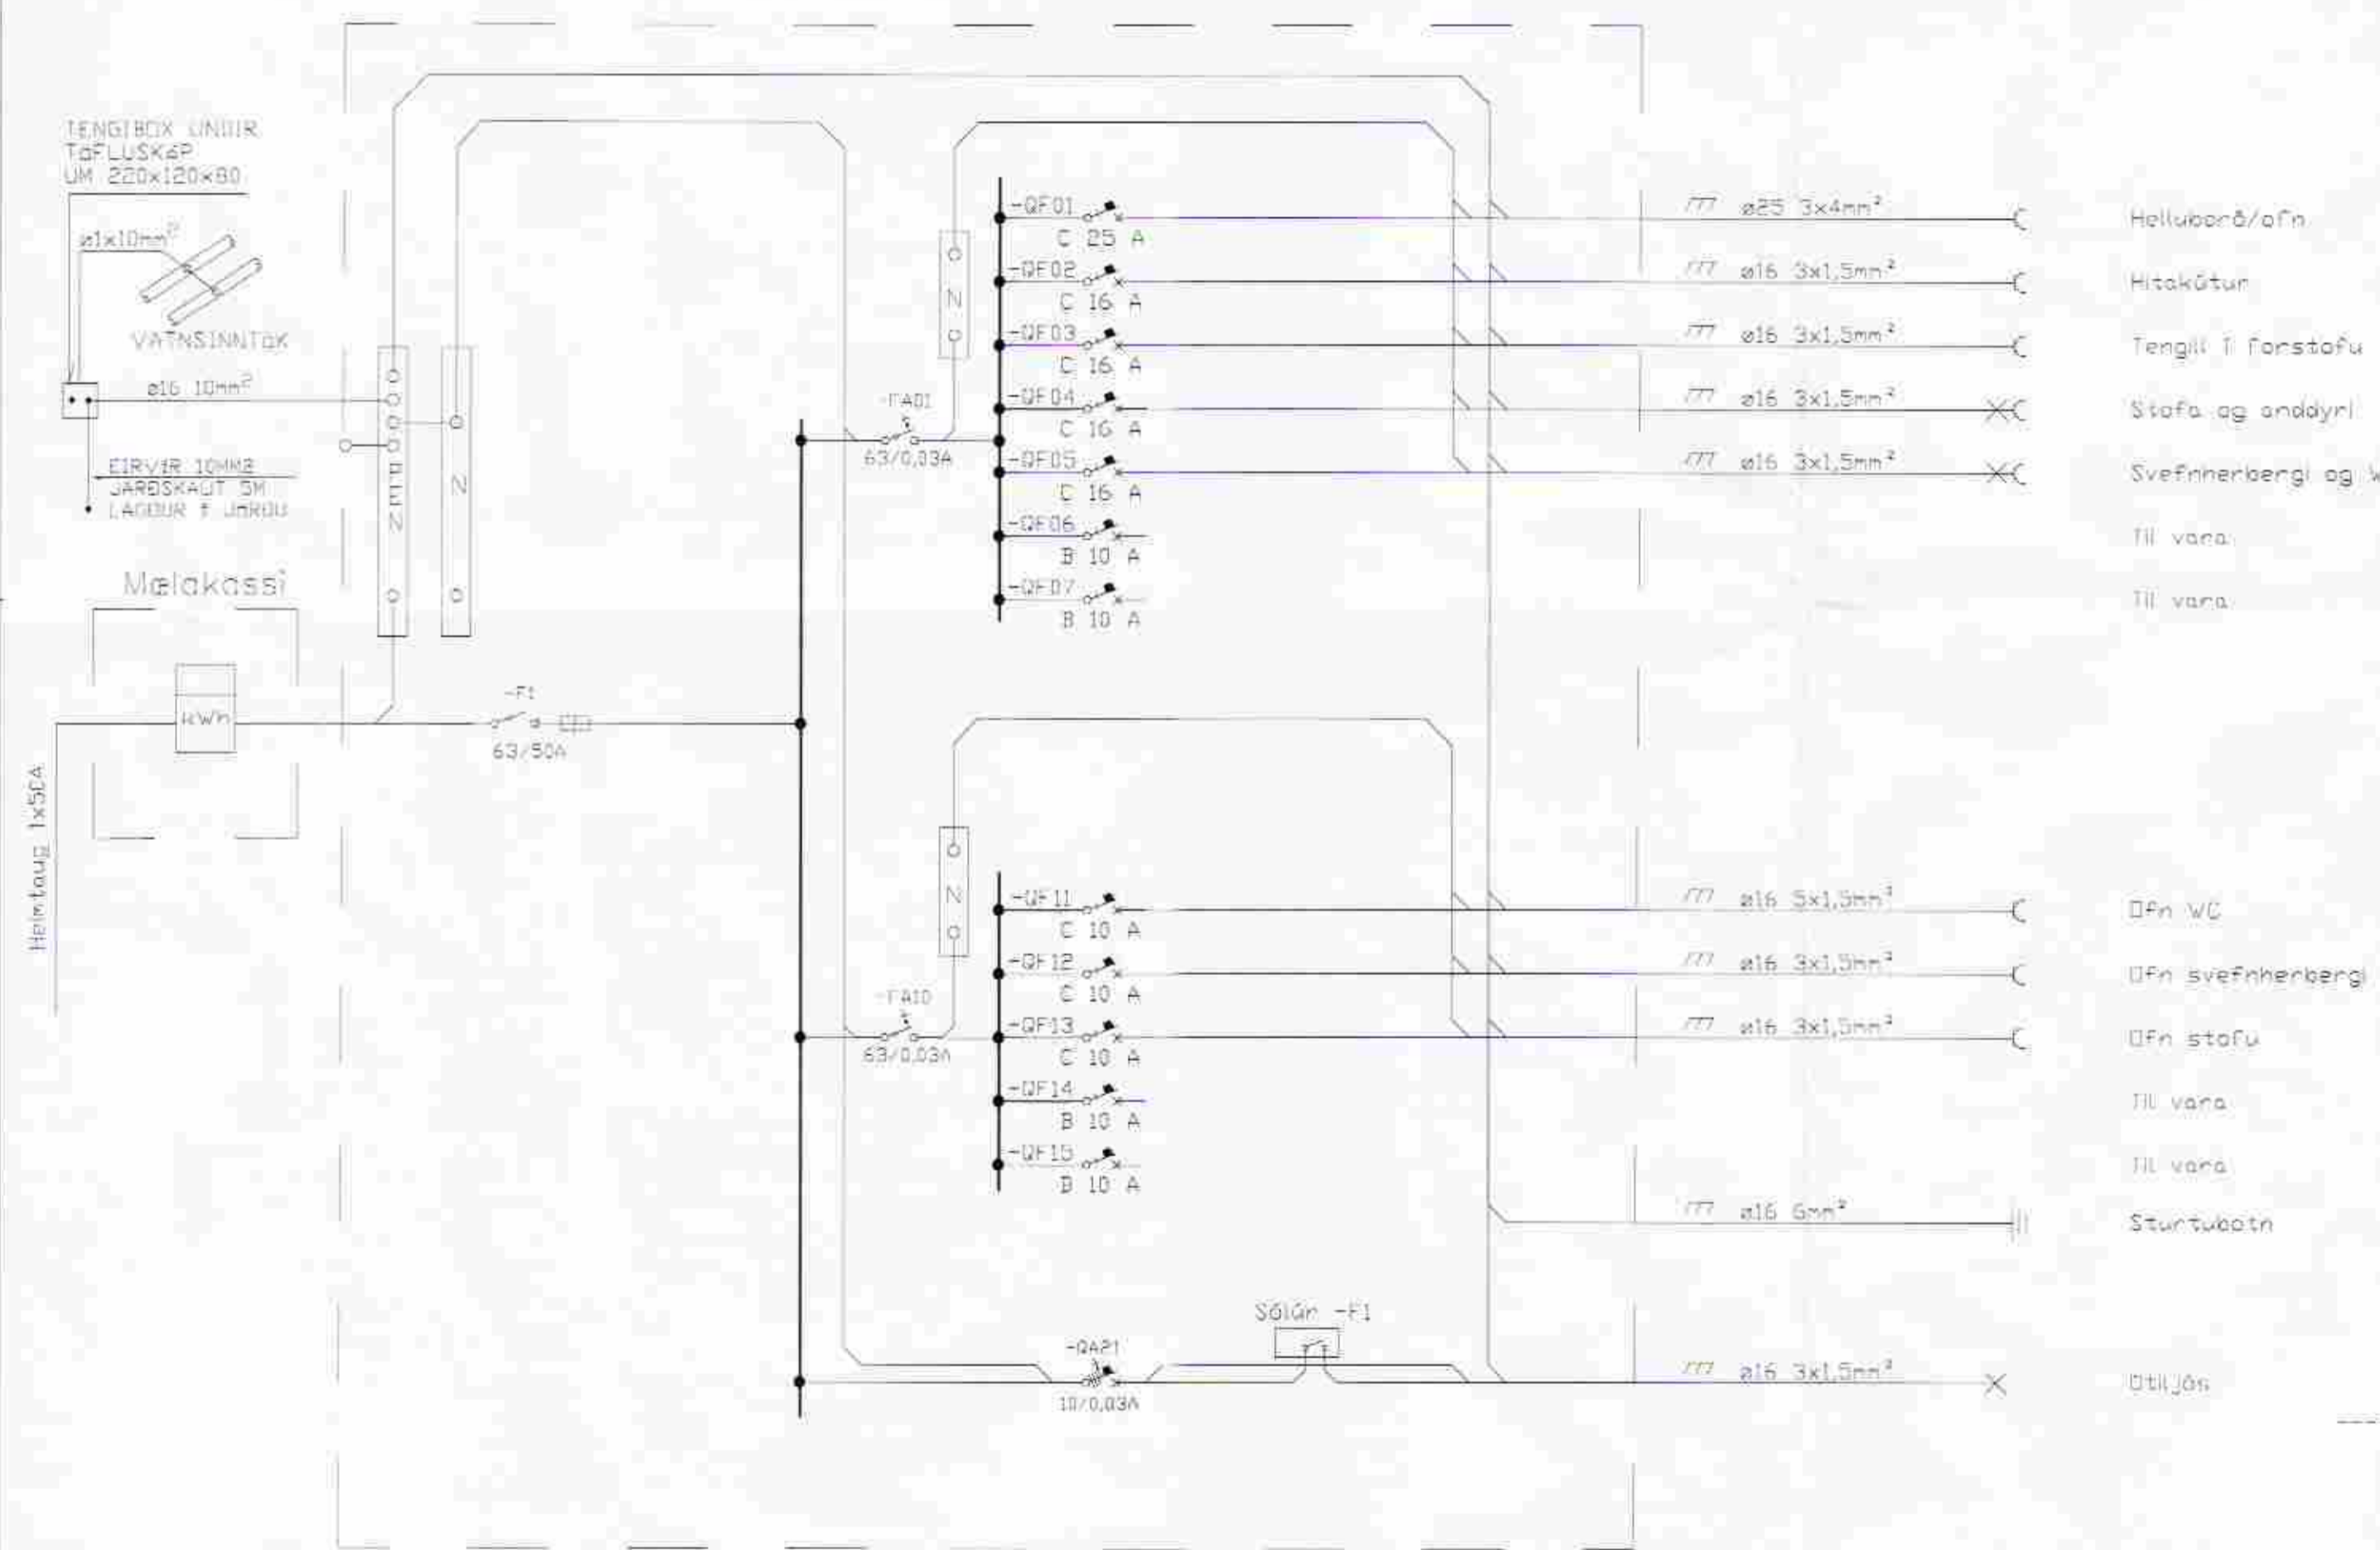 TENGIBOX UNDIR
TöFLUSKáP
UM 220x120x80
ø1x10mm²
VATNSINNTöK
ø16 10mm²
EIRVíR 10MM2
JARÐSKAUT 5M
LAGÐUR í JöRÐU
Mælakassi
kWh
Heimtaug 1x50A
PEN
N
-F1
63/50A
-FA01
63/0,03A
N
-QF01
C 25 A
ø25 3x4mm²
Helluborð/ofn
-QF02
C 16 A
ø16 3x1,5mm²
Hitakútur
-QF03
C 16 A
ø16 3x1,5mm²
Tengill í forstofu
-QF04
C 16 A
ø16 3x1,5mm²
Stofa og anddyri
-QF05
C 16 A
ø16 3x1,5mm²
Svefnherbergi og
-QF06
B 10 A
Til vara
-QF07
B 10 A
Til vara
-FA10
63/0,03A
N
-QF11
C 10 A
ø16 5x1,5mm²
Ofn WC
-QF12
C 10 A
ø16 3x1,5mm²
Ofn svefnherbergi
-QF13
C 10 A
ø16 3x1,5mm²
Ofn stofu
-QF14
B 10 A
Til vara
-QF15
B 10 A
Til vara
ø16 6mm²
Sturtubotn
Sólúr -F1
-QA21
10/0,03A
ø16 3x1,5mm²
Útiljós